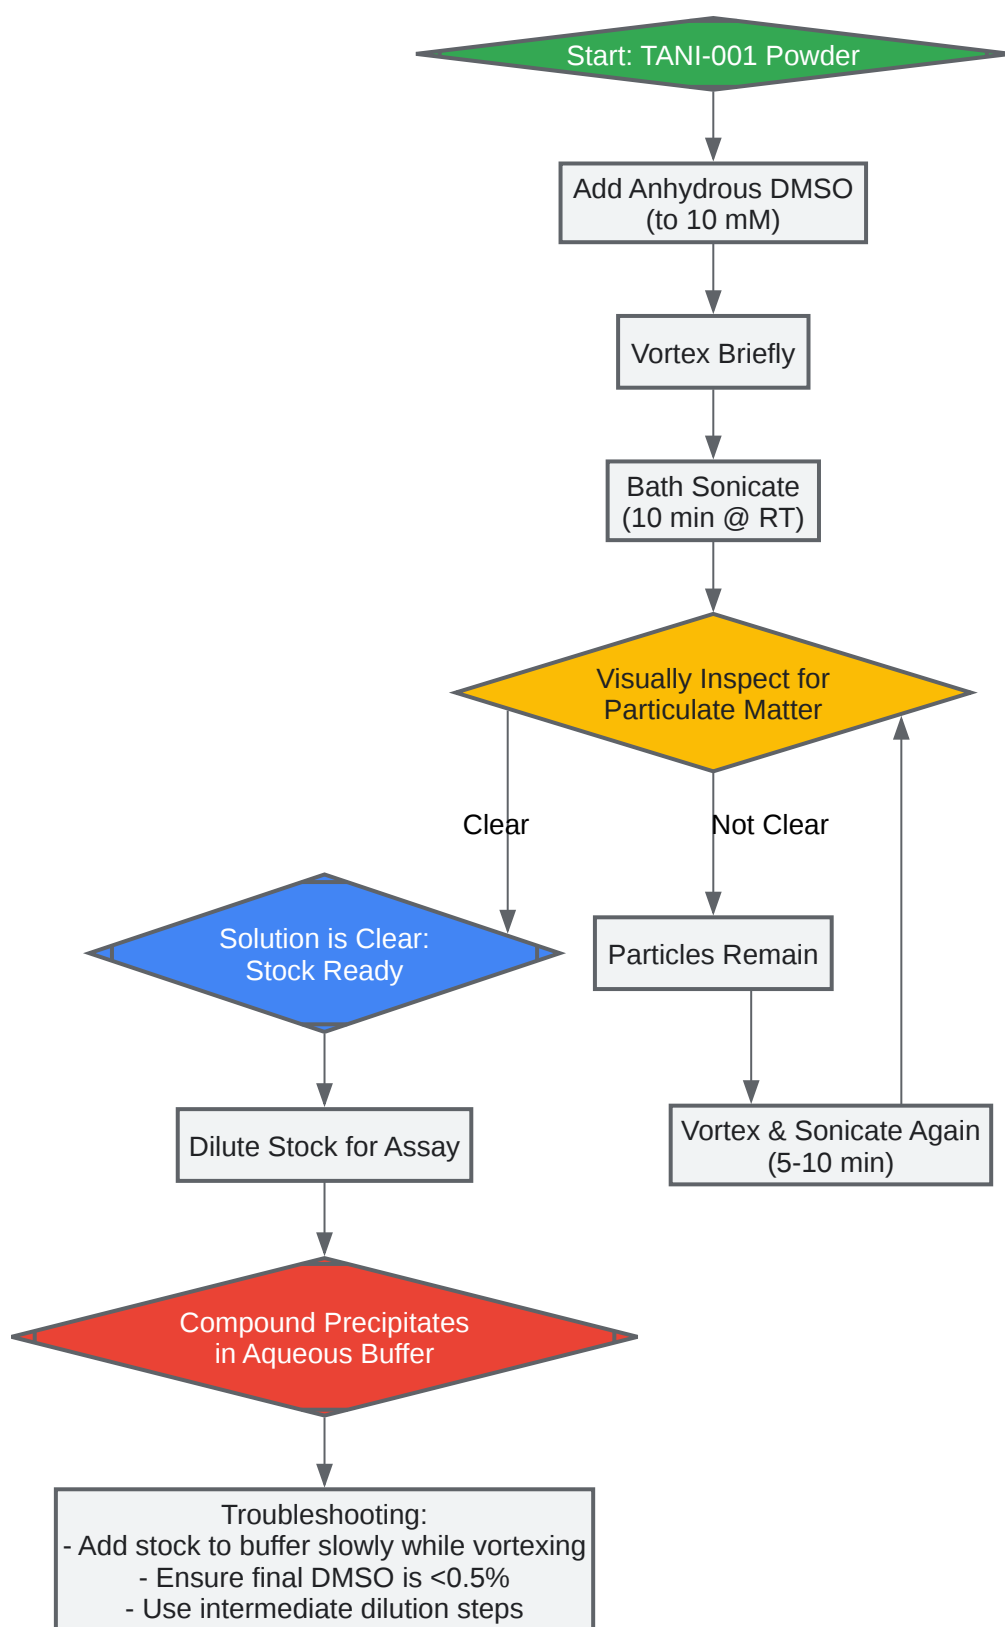 Start: TANI-001 Powder
Add Anhydrous DMSO
(to 10 mM)
Vortex Briefly
Bath Sonicate
(10 min @ RT)
Visually Inspect for
Particulate Matter
Clear
Not Clear
Solution is Clear:
Stock Ready
Particles Remain
Dilute Stock for Assay
Vortex & Sonicate Again
(5-10 min)
Compound Precipitates
in Aqueous Buffer
Troubleshooting:
- Add stock to buffer slowly while vortexing
- Ensure final DMSO is <0.5%
- Use intermediate dilution steps